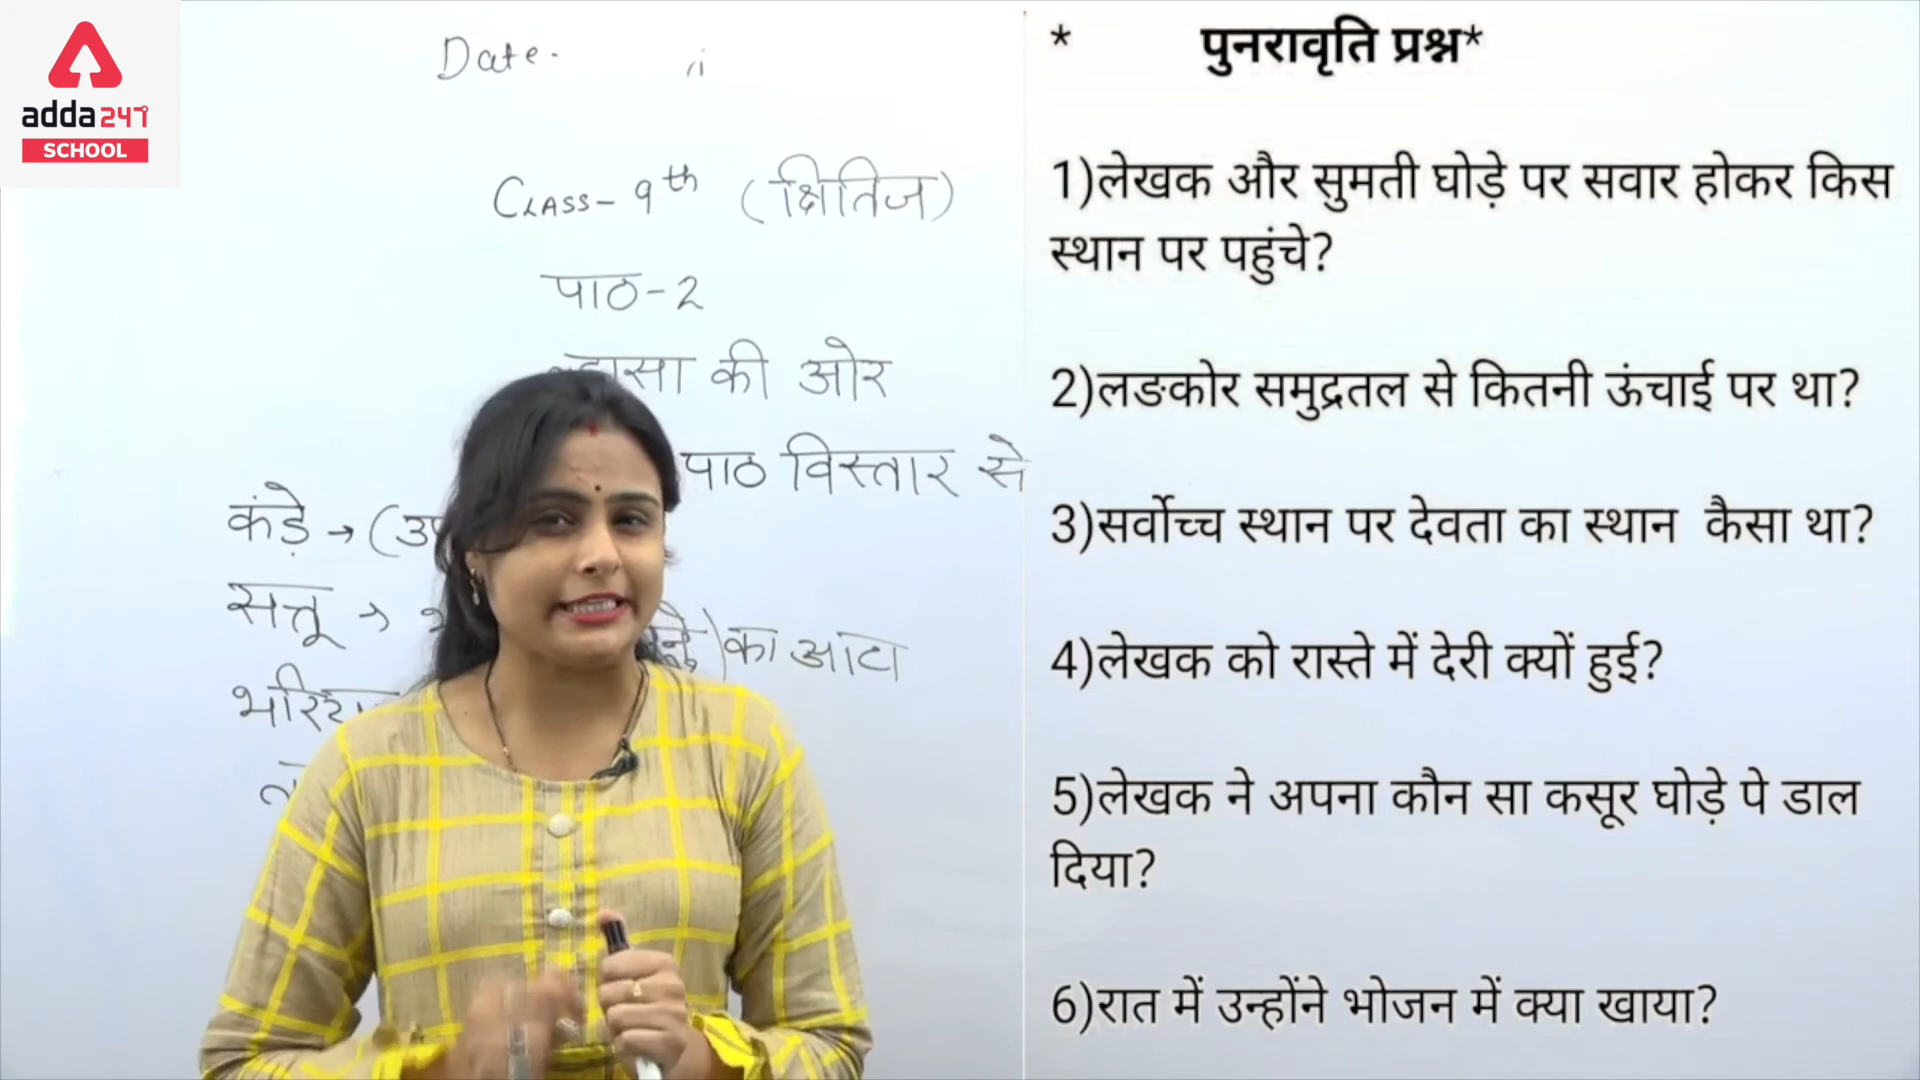 adda247
SCHOOL
Date.
CLASS- 9th (क्षितिज)
पाठ-2
की ओर
पाठ विस्तार से
कंड़े → (
सत्तू →
का आटा
* पुनरावृति प्रश्न*
1)लेखक और सुमती घोड़े पर सवार होकर किस
स्थान पर पहुंचे?
2)लङकोर समुद्रतल से कितनी ऊंचाई पर था?
3)सर्वोच्च स्थान पर देवता का स्थान कैसा था?
4)लेखक को रास्ते में देरी क्यों हुई?
5)लेखक ने अपना कौन सा कसूर घोड़े पे डाल
दिया?
6)रात में उन्होंने भोजन में क्या खाया?